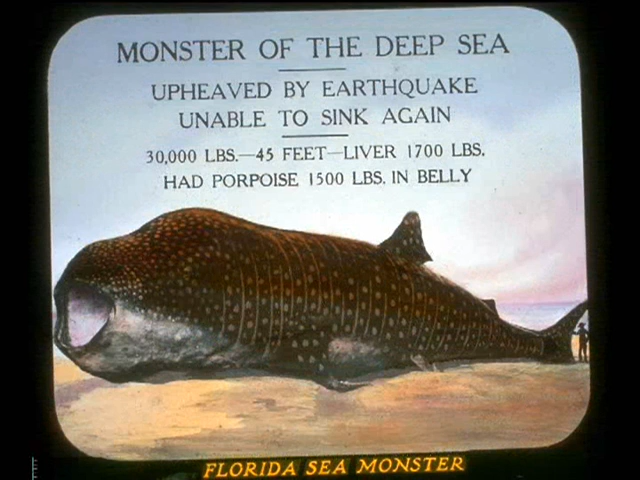 MONSTER OF THE DEEP SEA
UPHEAVED BY EARTHQUAKE
UNABLE TO SINK AGAIN
30,000 LBS.—45 FEET—LIVER 1700 LBS.
HAD PORPOISE 1500 LBS. IN BELLY
FLORIDA SEA MONSTER